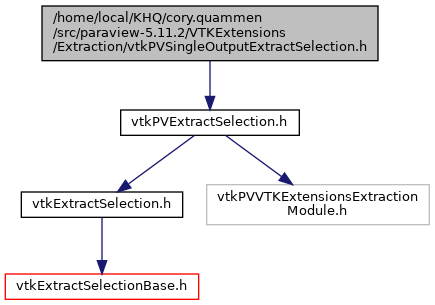 /home/local/KHQ/cory.quammen
/src/paraview-5.11.2/VTKExtensions
/Extraction/vtkPVSingleOutputExtractSelection.h
vtkPVExtractSelection.h
vtkExtractSelection.h
vtkPVVTKExtensionsExtraction
Module.h
vtkExtractSelectionBase.h